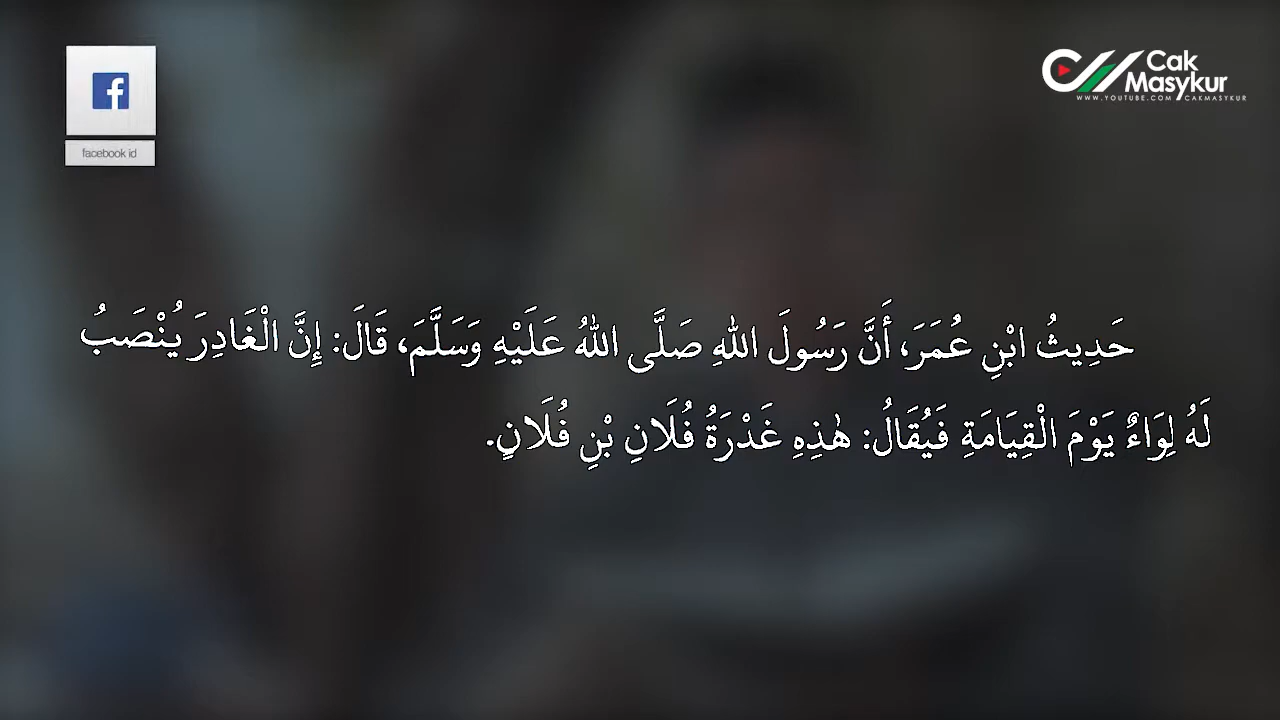 Cak
Masykur
WWW.YOUTUBE.COM / CAKMASYKUR
facebook id
حَدِيثُ ابْنِ عُمَرَ، أَنَّ رَسُولَ اللهِ صَلَّى اللهُ عَلَيْهِ وَسَلَّمَ، قَالَ: إِنَّ الْغَادِرَ يُنْصَبُ
لَهُ لِوَاءٌ يَوْمَ الْقِيَامَةِ فَيُقَالُ: هٰذِهِ غَدْرَةُ فُلَانِ بْنِ فُلَانٍ.